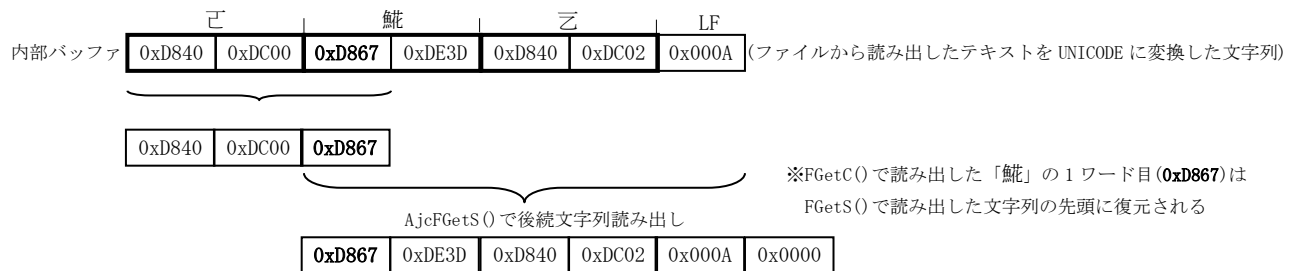 𠀀 𩸽 𠀂 LF
内部バッファ 0xD840 0xDC00 0xD867 0xDE3D 0xD840 0xDC02 0x000A (ファイルから読み出したテキストを UNICODE に変換した文字列)
0xD840 0xDC00 0xD867
※FGetC()で読み出した「𩸽」の 1 ワード目(0xD867)は
FGetS()で読み出した文字列の先頭に復元される
AjcFGetS()で後続文字列読み出し
0xD867 0xDE3D 0xD840 0xDC02 0x000A 0x0000